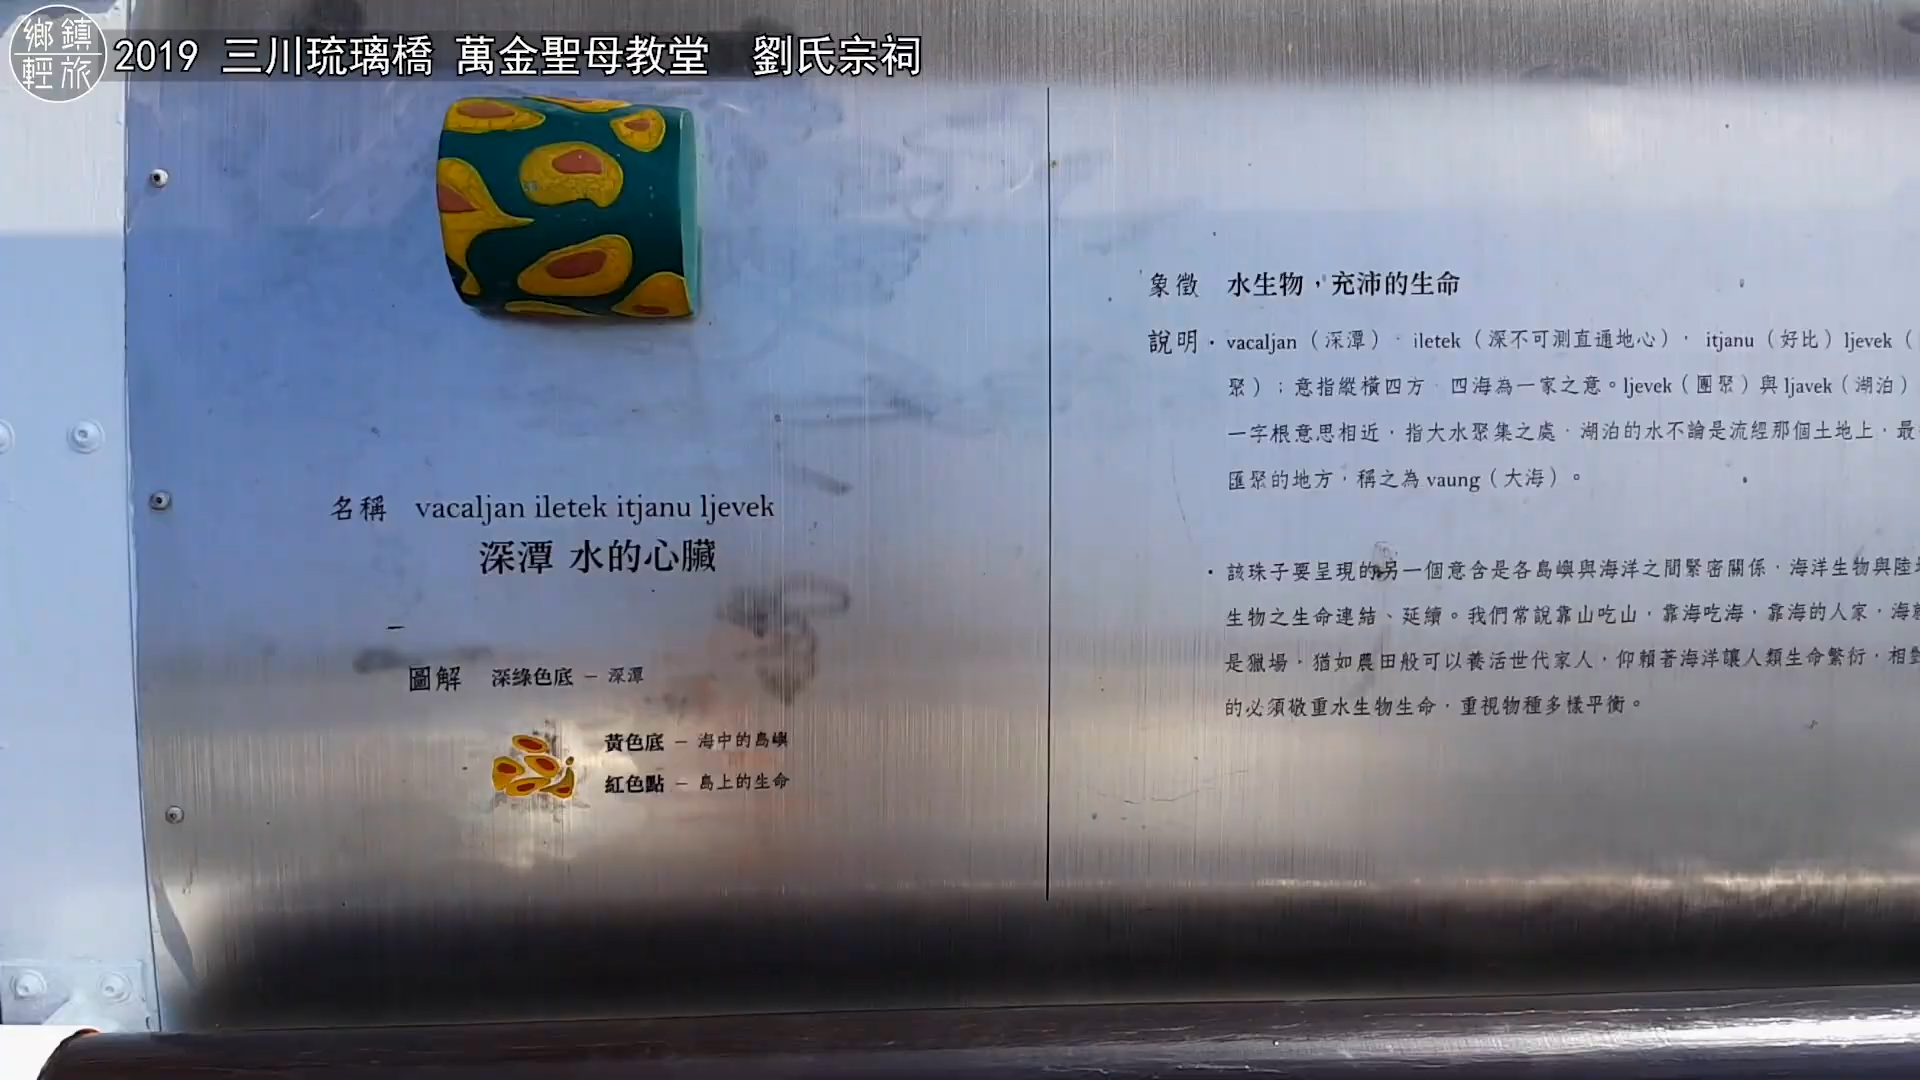 鄉鎮輕旅
2019 三川琉璃橋 萬金聖母教堂 劉氏宗祠
名稱 vacaljan iletek itjanu ljevek
深潭 水的心臟
圖解 深綠色底 – 深潭
黃色底 – 海中的島嶼
紅色點 – 島上的生命
象徵 水生物，充沛的生命
說明・vacaljan（深潭）、iletek（深不可測直通地心），itjanu（好比）ljevek（
聚）；意指縱橫四方，四海為一家之意。ljevek（團聚）與ljavek（湖泊）
一字根意思相近，指大水聚集之處，湖泊的水不論是流經那個土地上，最
匯聚的地方，稱之為vaung（大海）。
・該珠子要呈現的另一個意含是各島嶼與海洋之間緊密關係，海洋生物與陸
生物之生命連結、延續。我們常說靠山吃山，靠海吃海，靠海的人家，海
是獵場，猶如農田般可以養活世代家人，仰賴著海洋讓人類生命繁衍，相
的必須敬重水生物生命，重視物種多樣平衡。